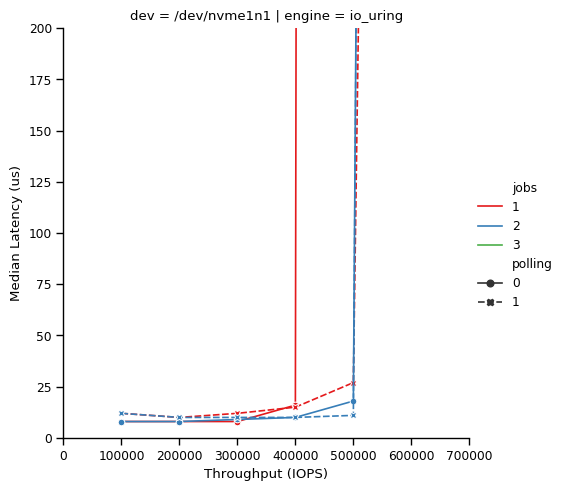 dev = /dev/nvme1n1 | engine = io_uring
200
175
150
125
100
75
50
25
0
Median Latency (us)
0 100000 200000 300000 400000 500000 600000 700000
Throughput (IOPS)
jobs
1
2
3
polling
0
1